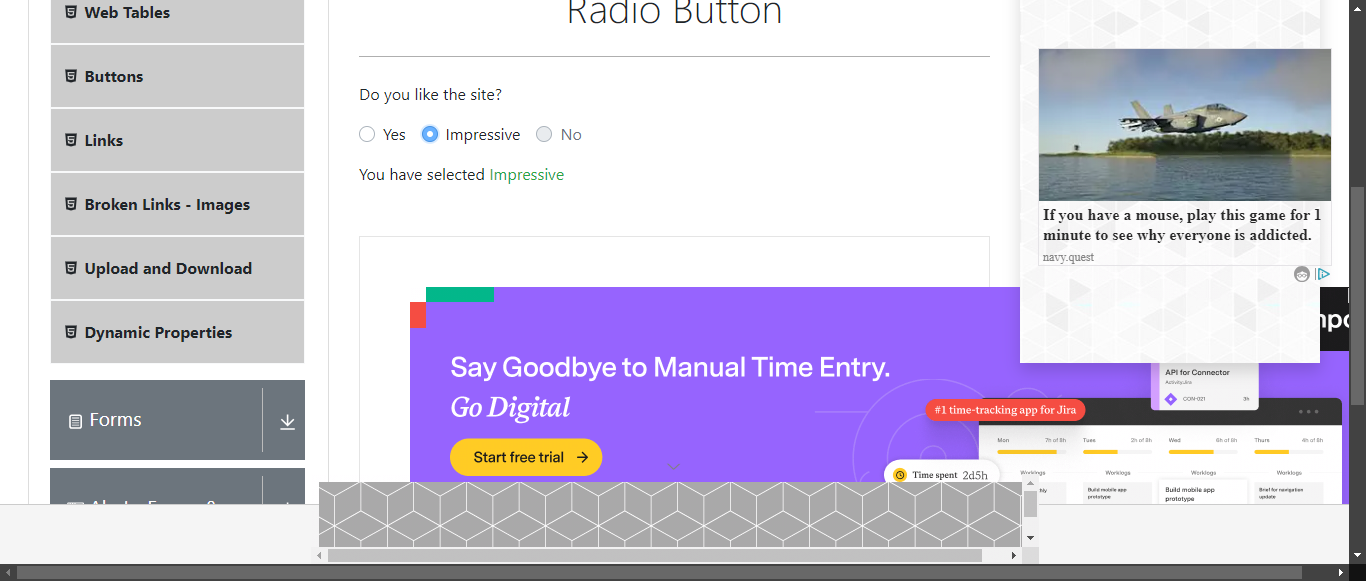 Web Tables
Buttons
Links
Broken Links - Images
Upload and Download
Dynamic Properties
Forms
Radio Button
Do you like the site?
Yes
Impressive
No
You have selected Impressive
If you have a mouse, play this game for 1
minute to see why everyone is addicted.
navy.quest
Say Goodbye to Manual Time Entry.
Go Digital
Start free trial
#1 time-tracking app for Jira
Time spent 2d5h
API for Connector
ActivityJira
CON-021
3h
Mon
7h of 8h
Tues
2h of 8h
Wed
6h of 8h
Thurs
4h of 8h
Worklogs
Worklogs
Worklogs
Worklogs
Build mobile app
prototype
Build mobile app
prototype
Brief for navigation
update